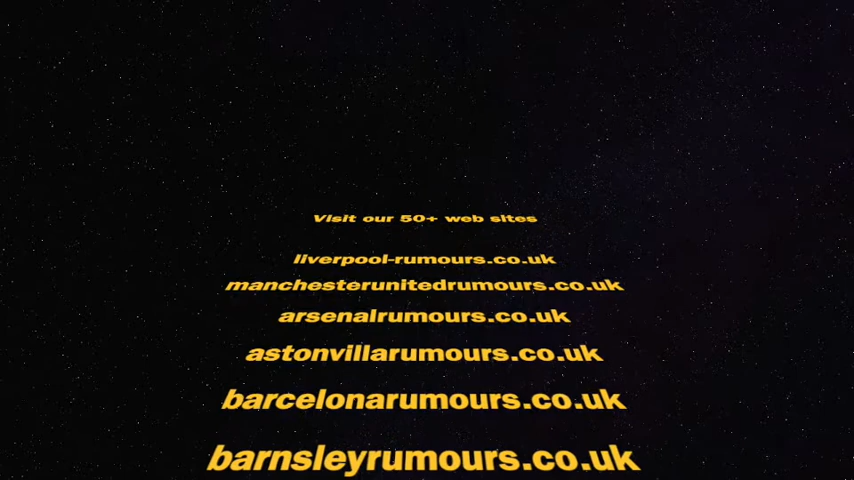 Visit our 50+ web sites
liverpool-rumours.co.uk
manchesterunitedrumours.co.uk
arsenalrumours.co.uk
astonvillarumours.co.uk
barcelonarumours.co.uk
barnsleyrumours.co.uk